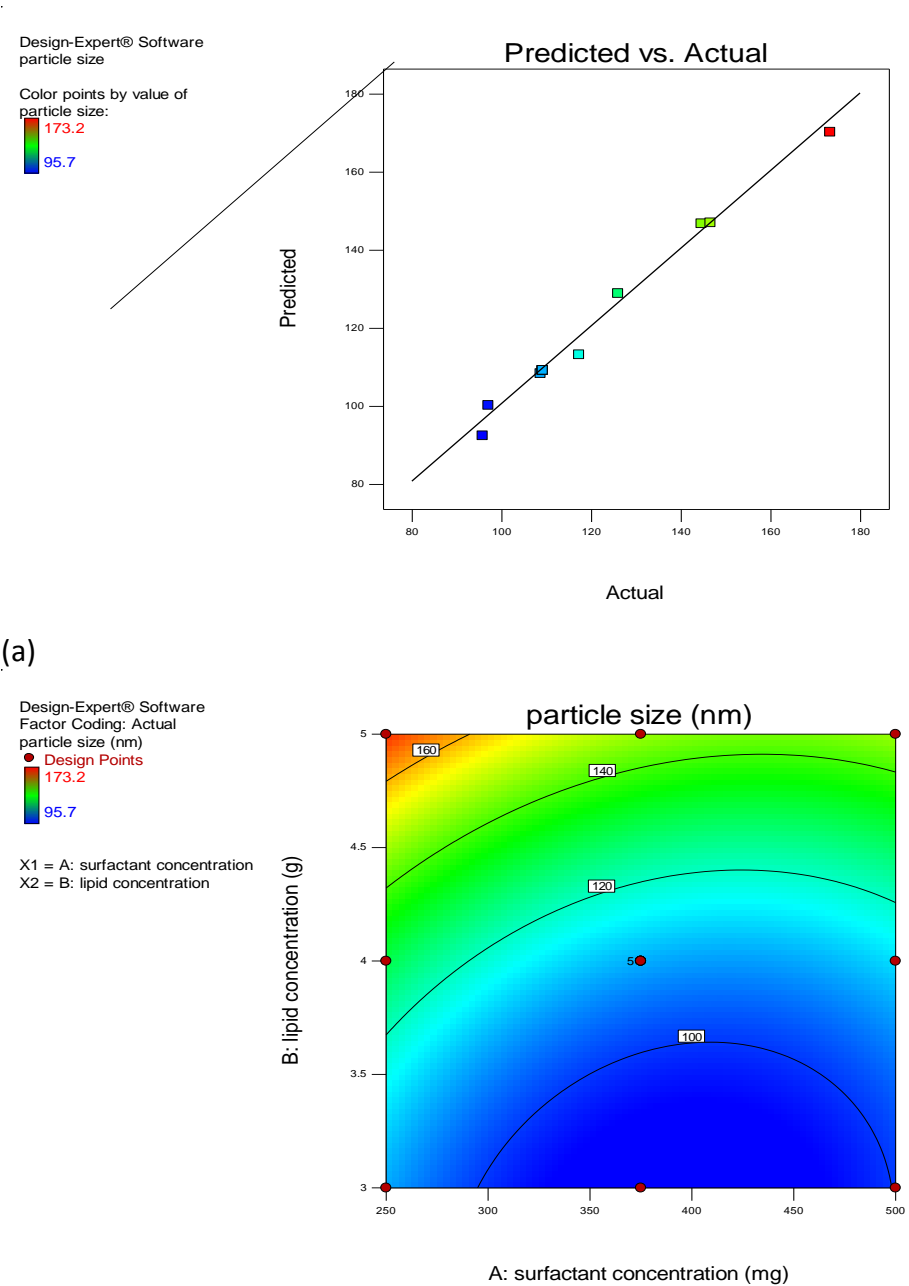 Design-Expert® Software
particle size
Color points by value of
particle size:
173.2
95.7
Predicted vs. Actual
Predicted
180
160
140
120
100
80
80 100 120 140 160 180
Actual
(a)
Design-Expert® Software
Factor Coding: Actual
particle size (nm)
Design Points
173.2
95.7
X1 = A: surfactant concentration
X2 = B: lipid concentration
particle size (nm)
B: lipid concentration (g)
5
4.5
4
3.5
3
160
140
120
5
100
250 300 350 400 450 500
A: surfactant concentration (mg)